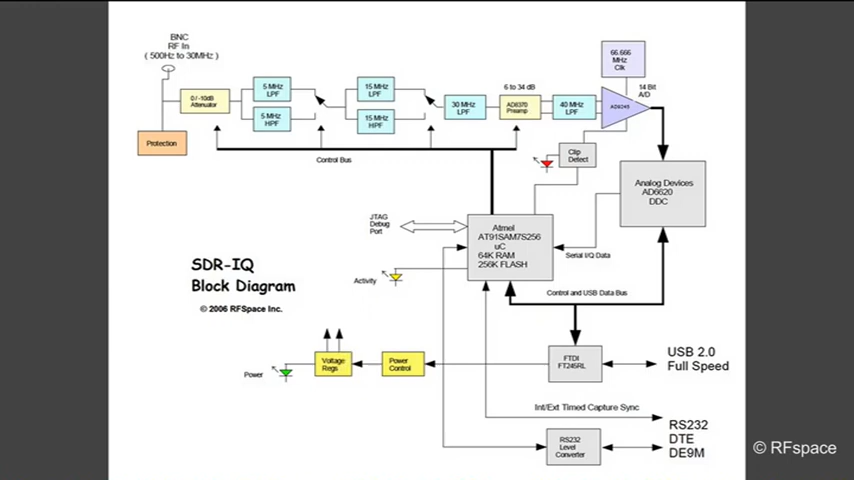 BNC
RF In
( 500Hz to 30MHz )
66.666
MHz
Clk
5 MHz
LPF
15 MHz
LPF
6 to 34 dB
14 Bit
A/D
0 / -10dB
Attenuator
30 MHz
LPF
AD8370
Preamp
40 MHz
LPF
5 MHz
HPF
15 MHz
HPF
Protection
Control Bus
Clip
Detect
Analog Devices
AD6620
DDC
JTAG
Debug
Port
Atmel
AT91SAM7S256
uC
64K RAM
256K FLASH
Serial I/Q Data
SDR-IQ
Block Diagram
© 2006 RFSpace Inc.
Activity
Control and USB Data Bus
Power
Voltage
Regs
Power
Control
FTDI
FT245RL
USB 2.0
Full Speed
Int/Ext Timed Capture Sync
RS232
DTE
DE9M
RS232
Level
Converter
© RFspace